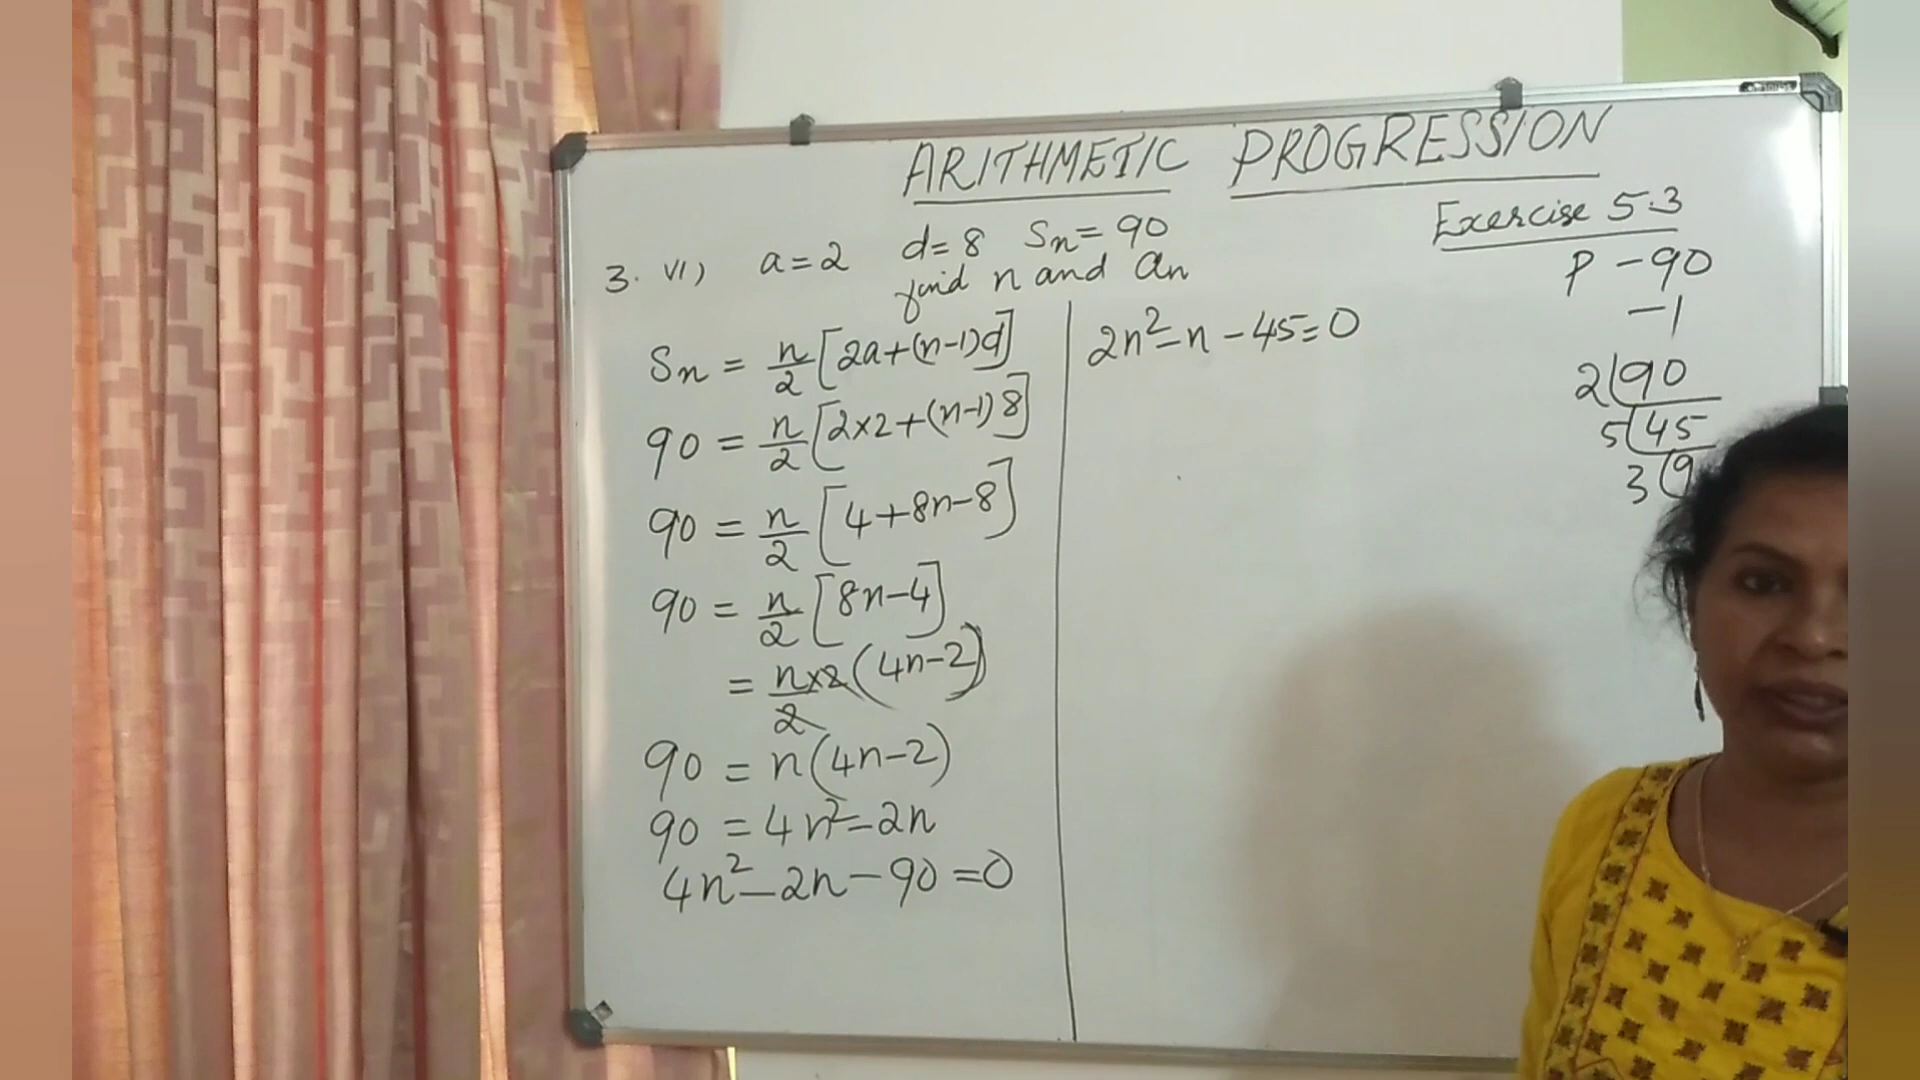 ARITHMETIC PROGRESSION
Exercise 5.3
3. VI) a=2 d=8 Sn=90
find n and an
Sn = n/2 [2a+(n-1)d]
90 = n/2 [2×2+(n-1)8]
90 = n/2 [4+8n-8]
90 = n/2 [8n-4]
= n×2/2 (4n-2)
90 = n(4n-2)
90 = 4n²-2n
4n²-2n-90=0
2n²-n-45=0
P -90
-1
2 90
5 45
3 9